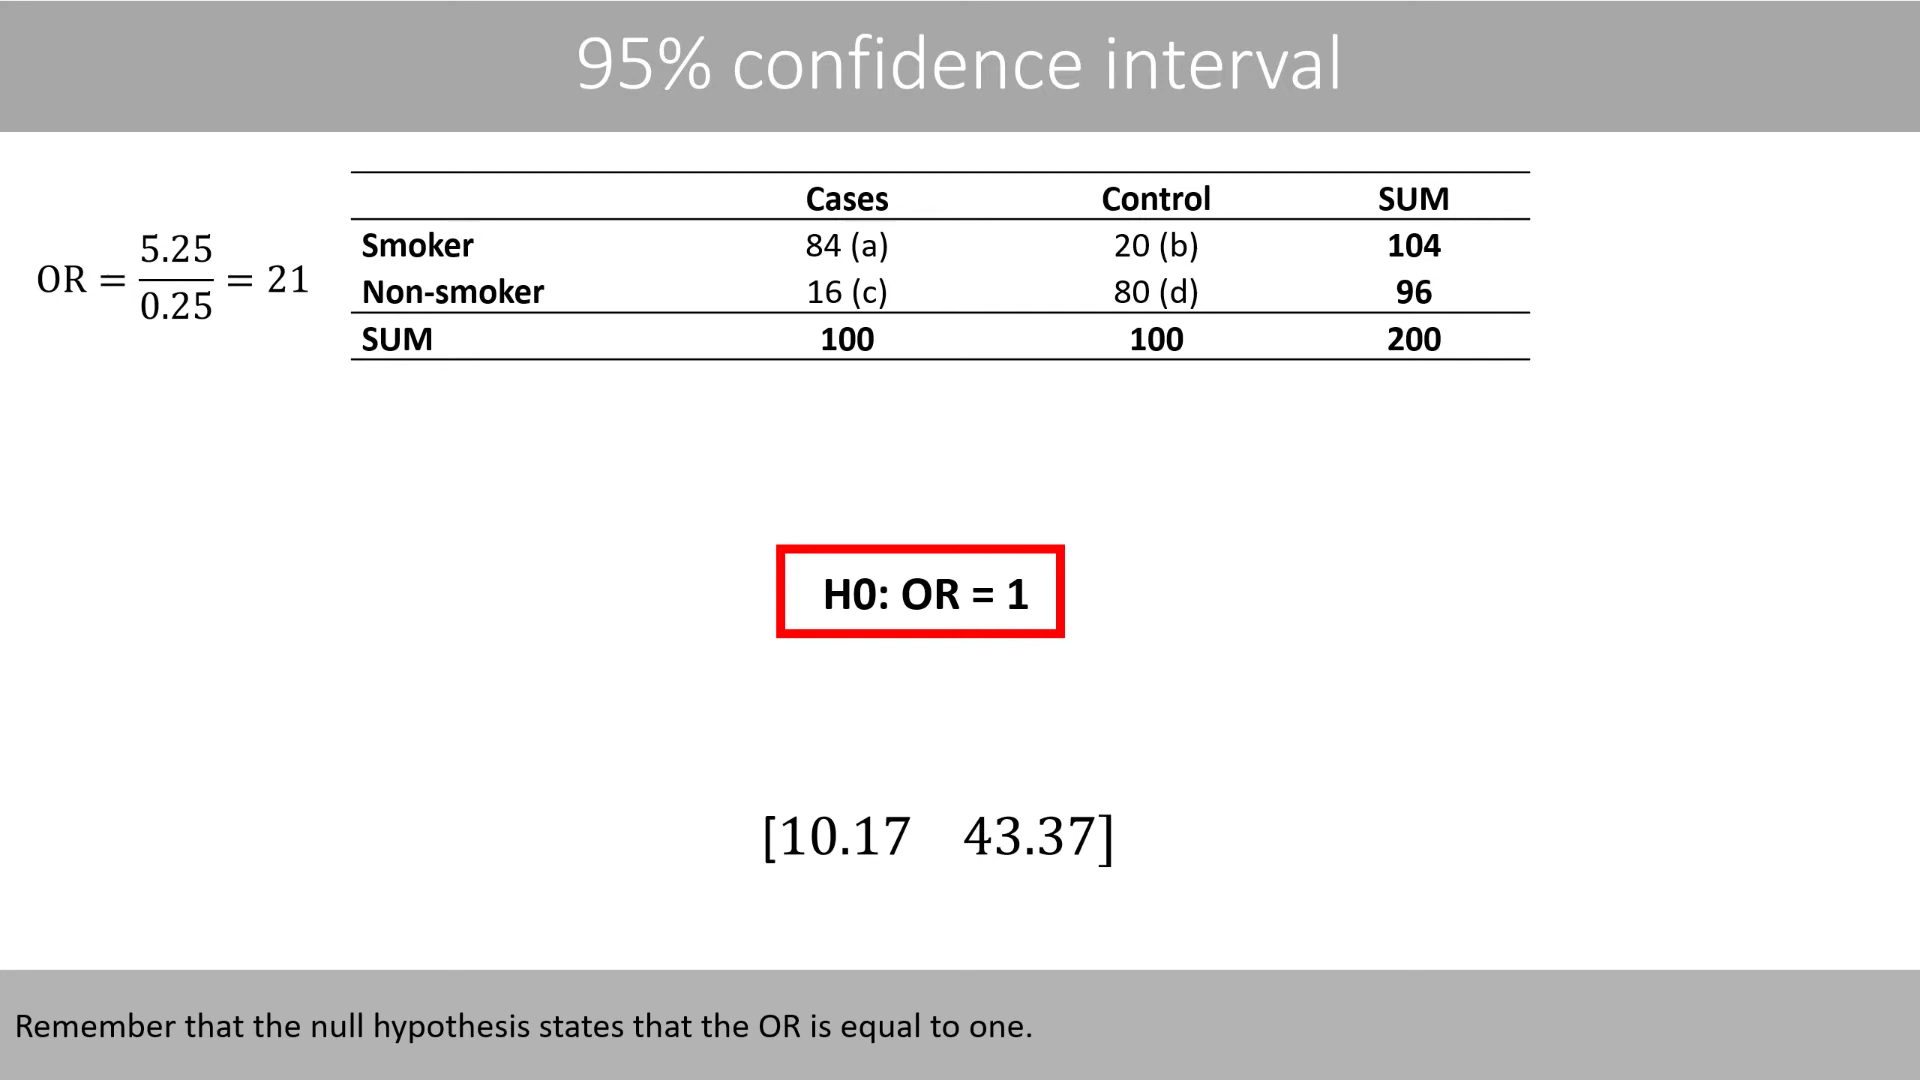 95% confidence interval
OR = 5.25/0.25 = 21
Cases Control SUM
Smoker 84 (a) 20 (b) 104
Non-smoker 16 (c) 80 (d) 96
SUM 100 100 200
H0: OR = 1
[10.17 43.37]
Remember that the null hypothesis states that the OR is equal to one.